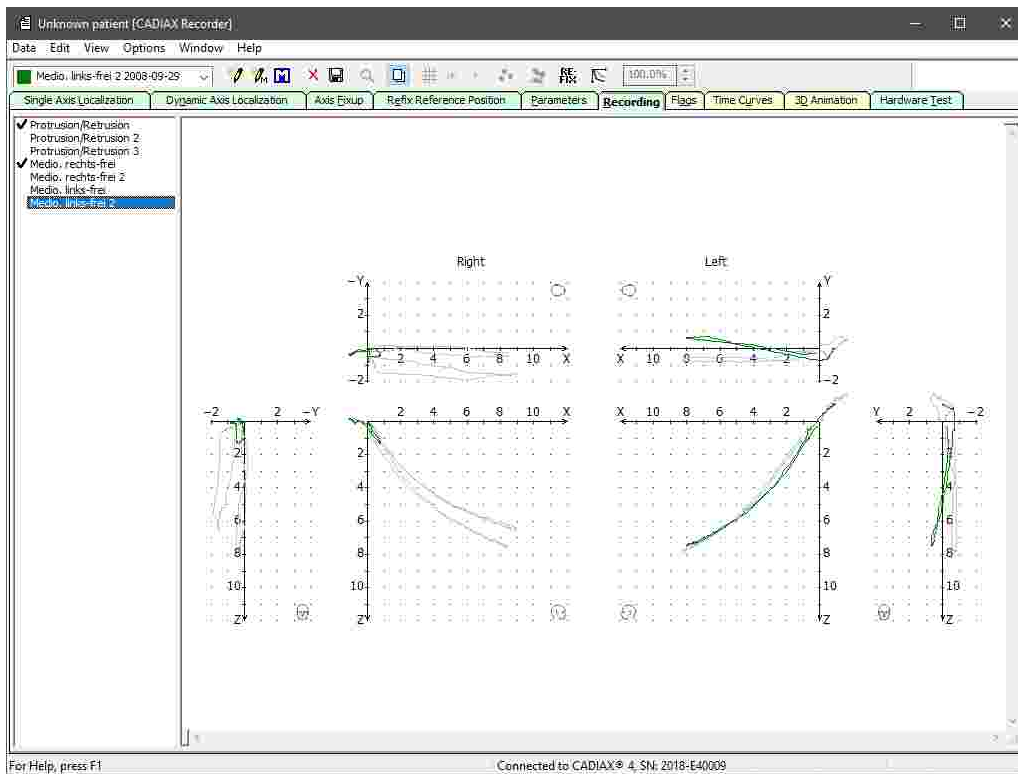 Unknown patient [CADIAX Recorder]
Data Edit View Options Window Help
Medio. links-frei 2 2008-09-29 100.0%
Single Axis Localization Dynamic Axis Localization Axis Fixup Refix Reference Position Parameters Recording Flags Time Curves 3D Animation Hardware Test
Protrusion/Retrusion
Protrusion/Retrusion 2
Protrusion/Retrusion 3
Medio. rechts-frei
Medio. rechts-frei 2
Medio. links-frei
Medio. links-frei 2
Right Left
-Y Y
2 2
2 4 6 8 10 X X 10 8 6 4 2
-2 -2
-2 2 -Y 2 4 6 8 10 X X 10 8 6 4 2 Y 2 -2
2 2 2 2
4 4 4 4
6 6 6 6
8 8 8 8
10 10 10 10
Z Z Z Z
For Help, press F1 Connected to CADIAX® 4, SN: 2018-E40009